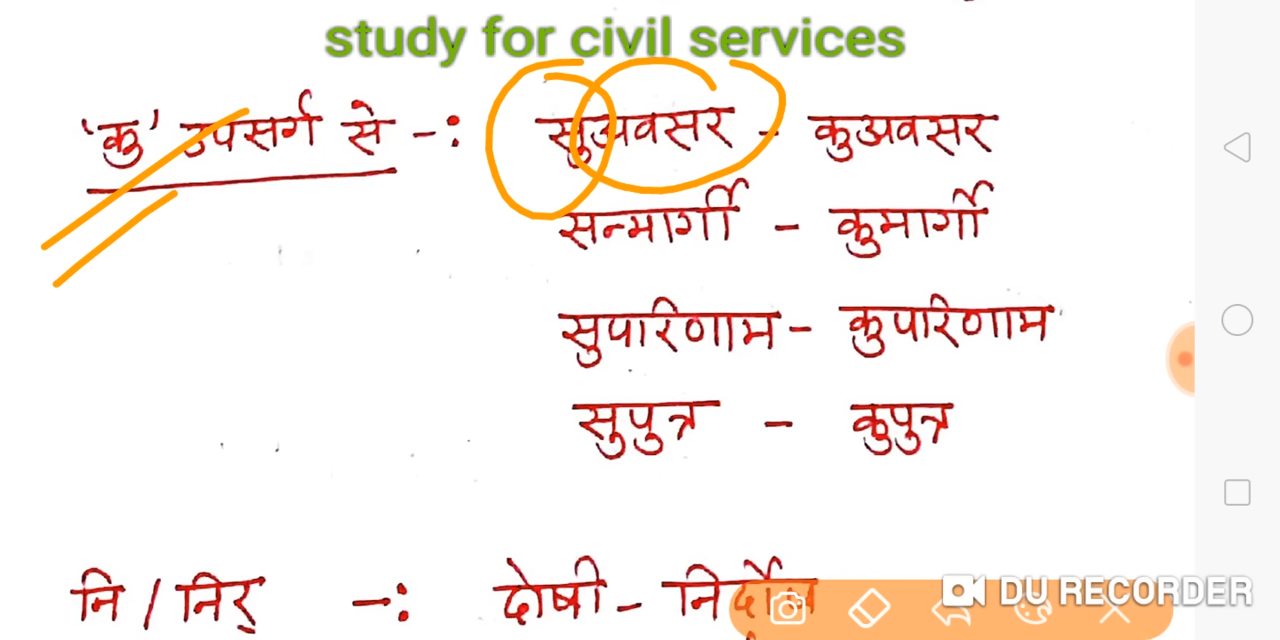 study for civil services
'कु' उपसर्ग से -: सुअवसर - कुअवसर
सन्मार्गी - कुमार्गी
सुपरिणाम - कुपरिणाम
सुपुत्र - कुपुत्र
नि / निर् -: दोषी -
DU RECORDER